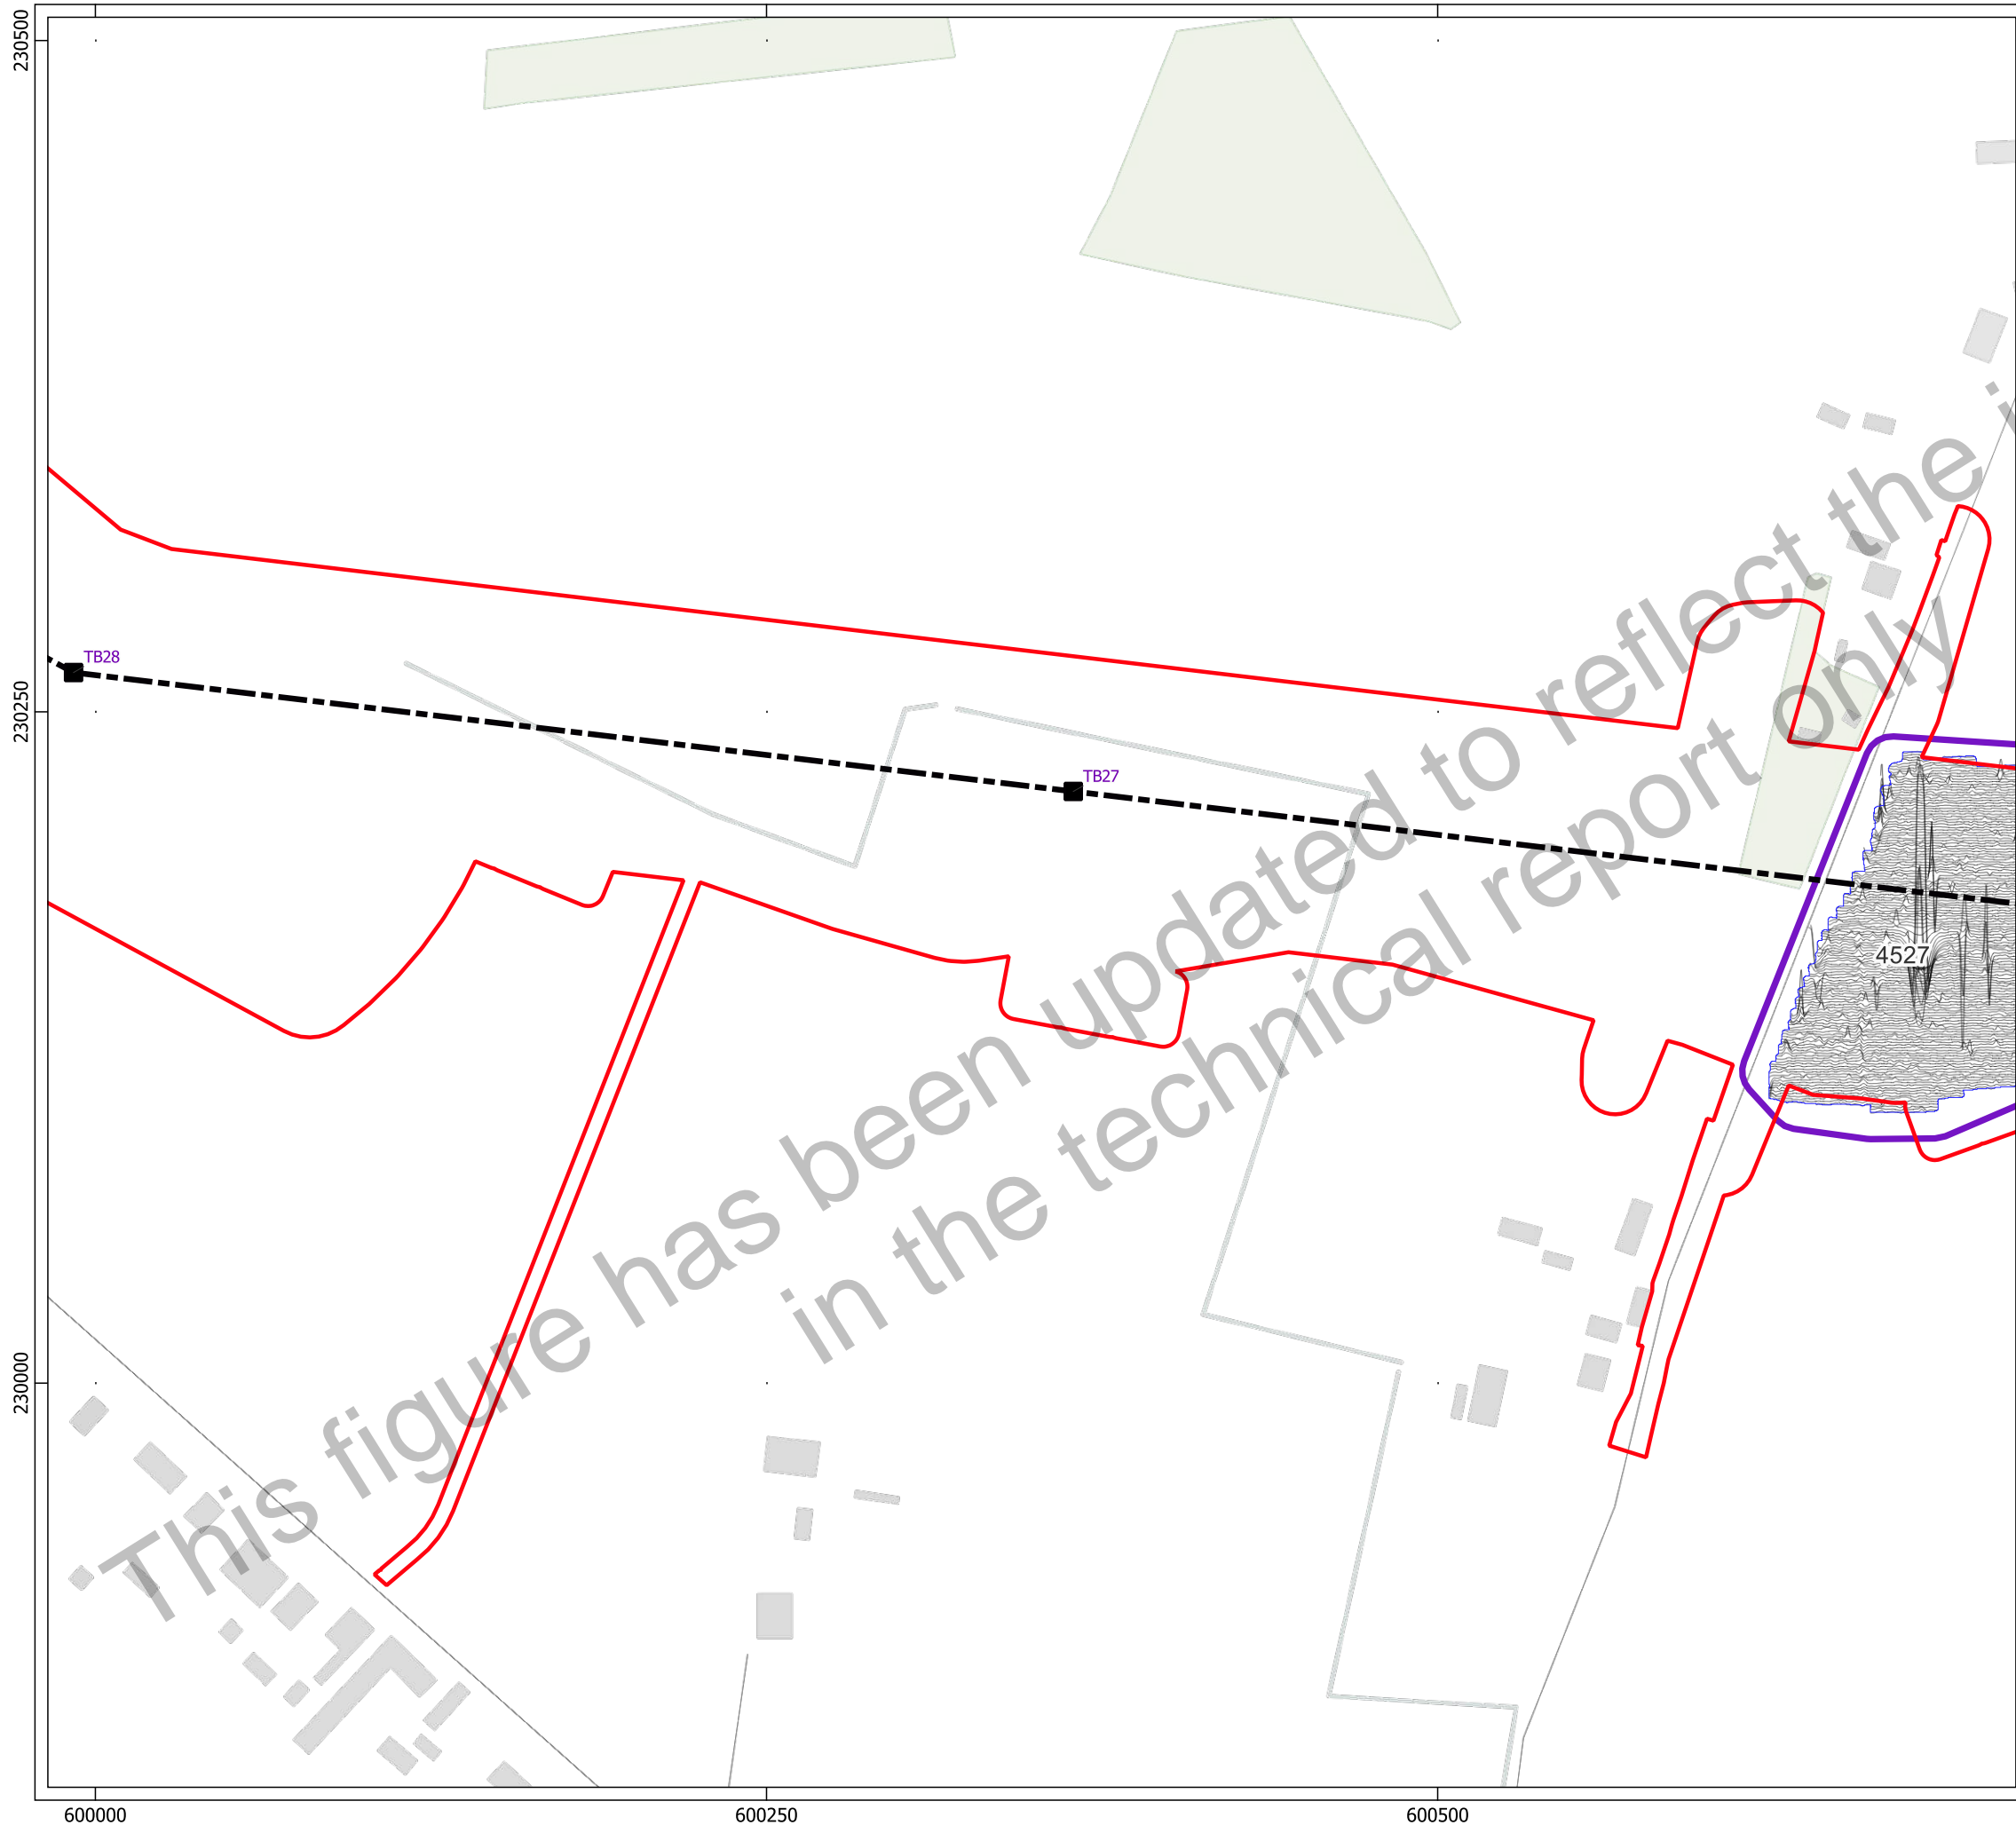 230500
TB28
230250
TB27
4527
This figure has been updated to reflect the
in the technical report only
230000
600000
600250
600500